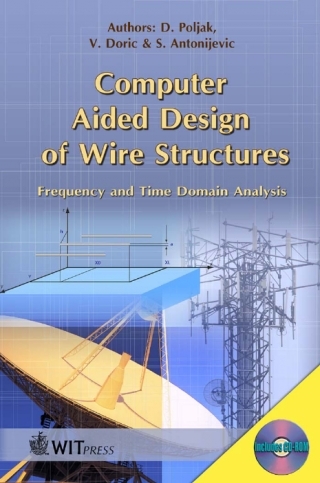 Authors: D. Poljak,
V. Doric & S. Antonijevic
Computer
Aided Design
of Wire Structures
Frequency and Time Domain Analysis
Includes CD-ROM
WITPRESS